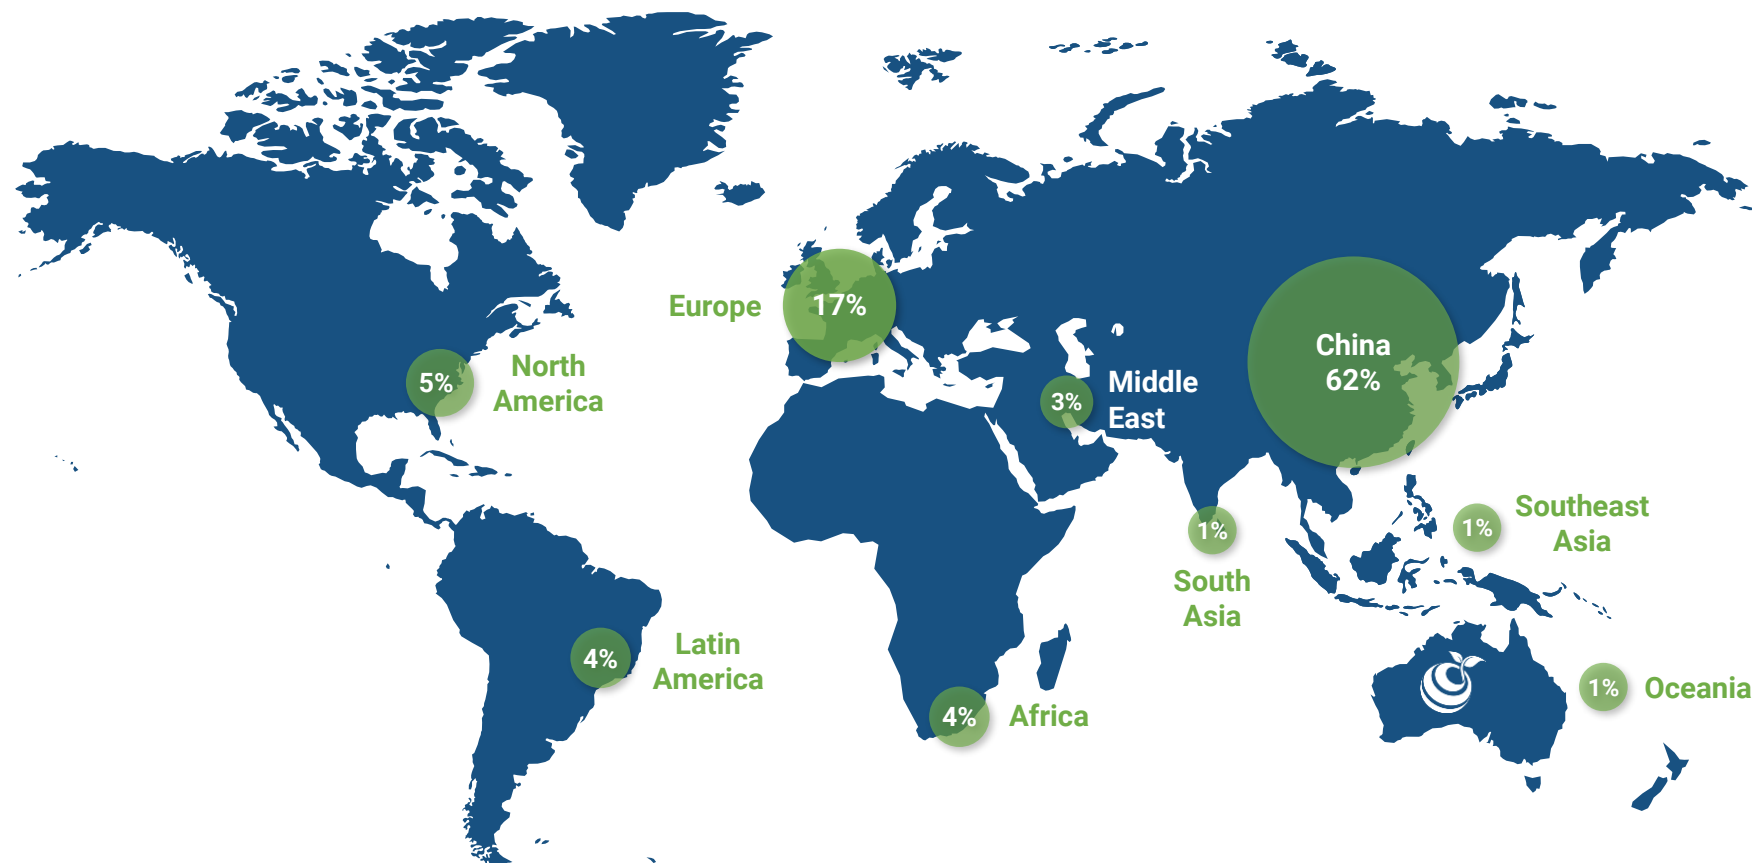 Europe
17%
China
62%
5%
North
America
3%
Middle
East
1%
South
Asia
1%
Southeast
Asia
4%
Latin
America
4%
Africa
1%
Oceania